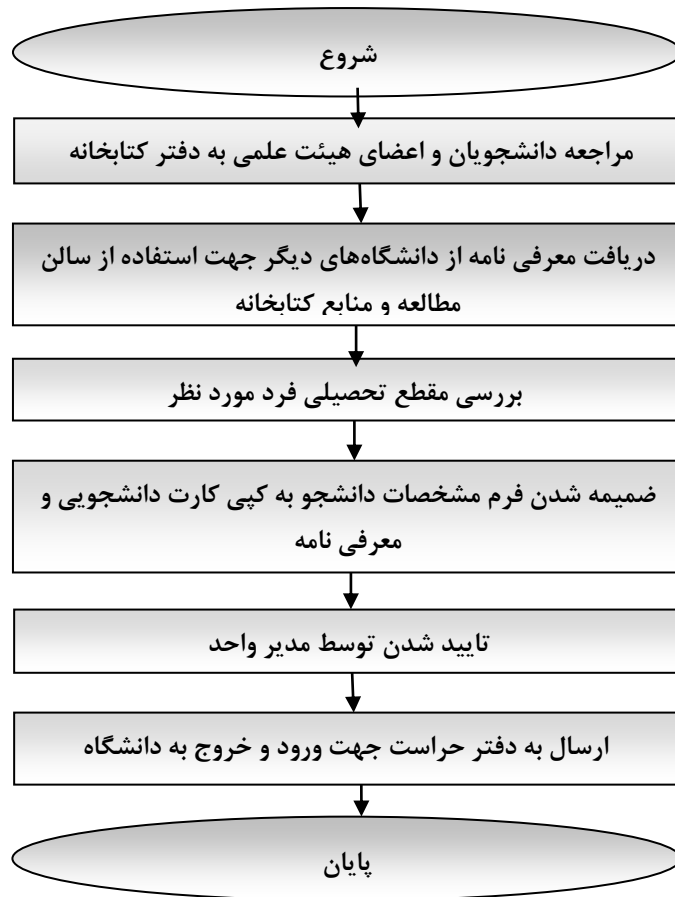 شروع
مراجعه دانشجویان و اعضای هیئت علمی به دفتر کتابخانه
دریافت معرفی نامه از دانشگاه‌های دیگر جهت استفاده از سالن
مطالعه و منابع کتابخانه
بررسی مقطع تحصیلی فرد مورد نظر
ضمیمه شدن فرم مشخصات دانشجو به کپی کارت دانشجویی و
معرفی نامه
تایید شدن توسط مدیر واحد
ارسال به دفتر حراست جهت ورود و خروج به دانشگاه
پایان